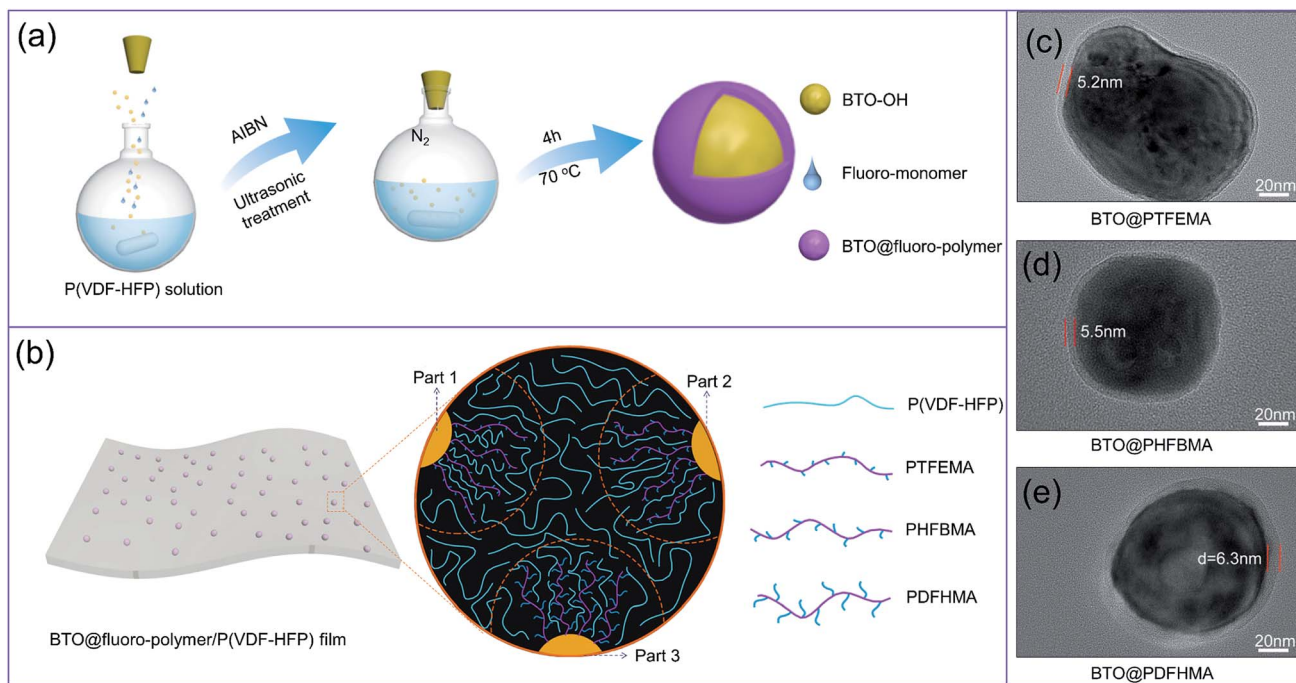 (a)
AIBN
Ultrasonic
treatment
P(VDF-HFP) solution
N2
4h
70 °C
BTO-OH
Fluoro-monomer
BTO@fluoro-polymer
(b)
BTO@fluoro-polymer/P(VDF-HFP) film
Part 1
Part 2
Part 3
P(VDF-HFP)
PTFEMA
PHFBMA
PDFHMA
(c)
5.2nm
20nm
BTO@PTFEMA
(d)
5.5nm
20nm
BTO@PHFBMA
(e)
d=6.3nm
20nm
BTO@PDFHMA